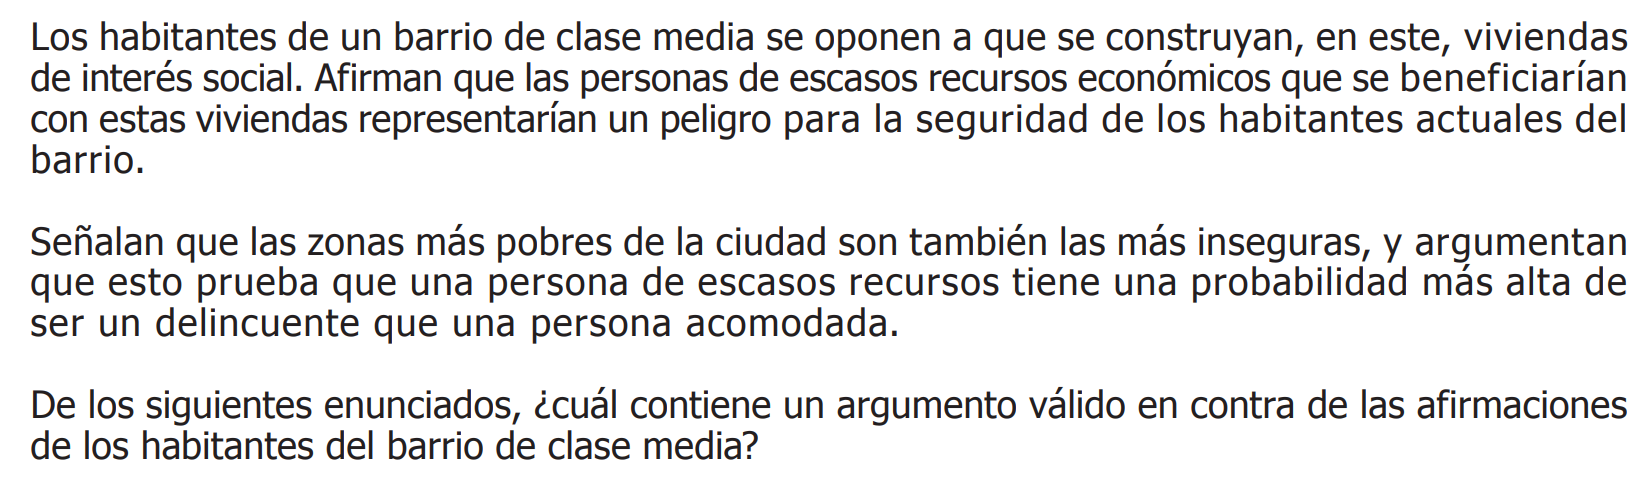 Los habitantes de un barrio de clase media se oponen a que se construyan, en este, viviendas
de interés social. Afirman que las personas de escasos recursos económicos que se beneficiarían
con estas viviendas representarían un peligro para la seguridad de los habitantes actuales del
barrio.
Señalan que las zonas más pobres de la ciudad son también las más inseguras, y argumentan
que esto prueba que una persona de escasos recursos tiene una probabilidad más alta de
ser un delincuente que una persona acomodada.
De los siguientes enunciados, ¿cuál contiene un argumento válido en contra de las afirmaciones
de los habitantes del barrio de clase media?